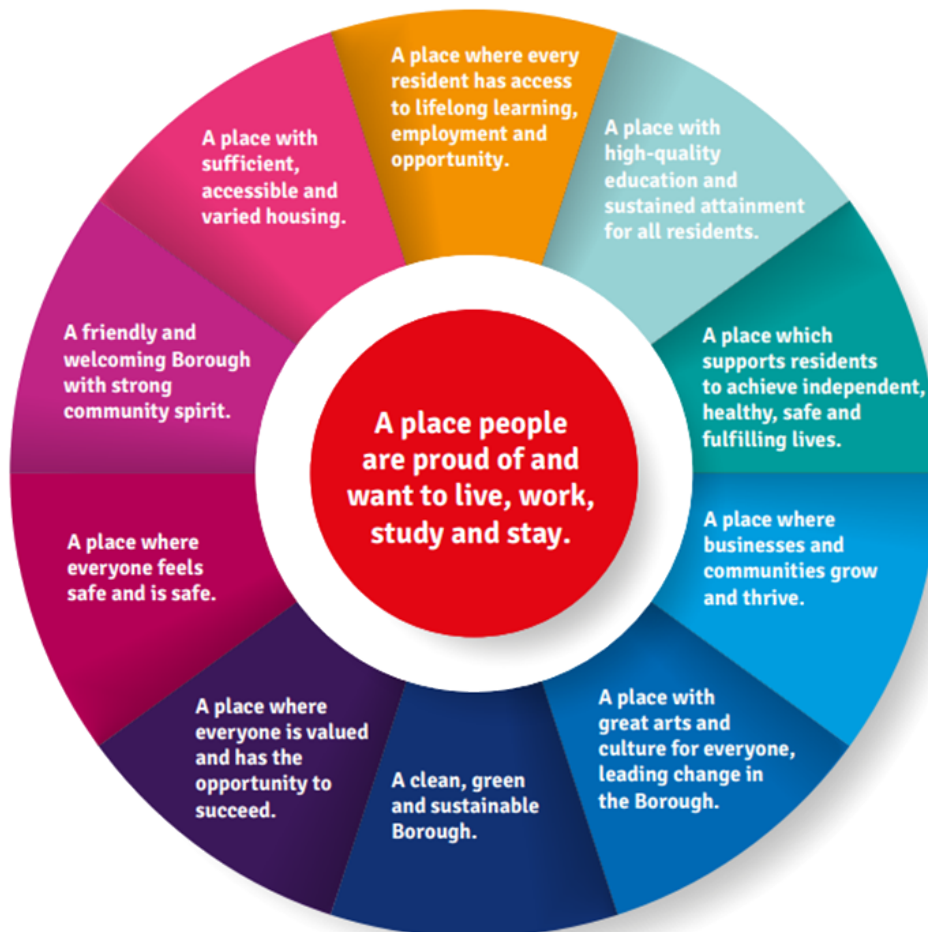 A place where every
resident has access
to lifelong learning,
employment and
opportunity.
A place with
high-quality
education and
sustained attainment
for all residents.
A place which
supports residents
to achieve independent,
healthy, safe and
fulfilling lives.
A place where
businesses and
communities grow
and thrive.
A place with
great arts and
culture for everyone,
leading change in
the Borough.
A clean, green
and sustainable
Borough.
A place where
everyone is valued
and has the
opportunity to
succeed.
A place where
everyone feels
safe and is safe.
A friendly and
welcoming Borough
with strong
community spirit.
A place with
sufficient,
accessible and
varied housing.
A place people
are proud of and
want to live, work,
study and stay.